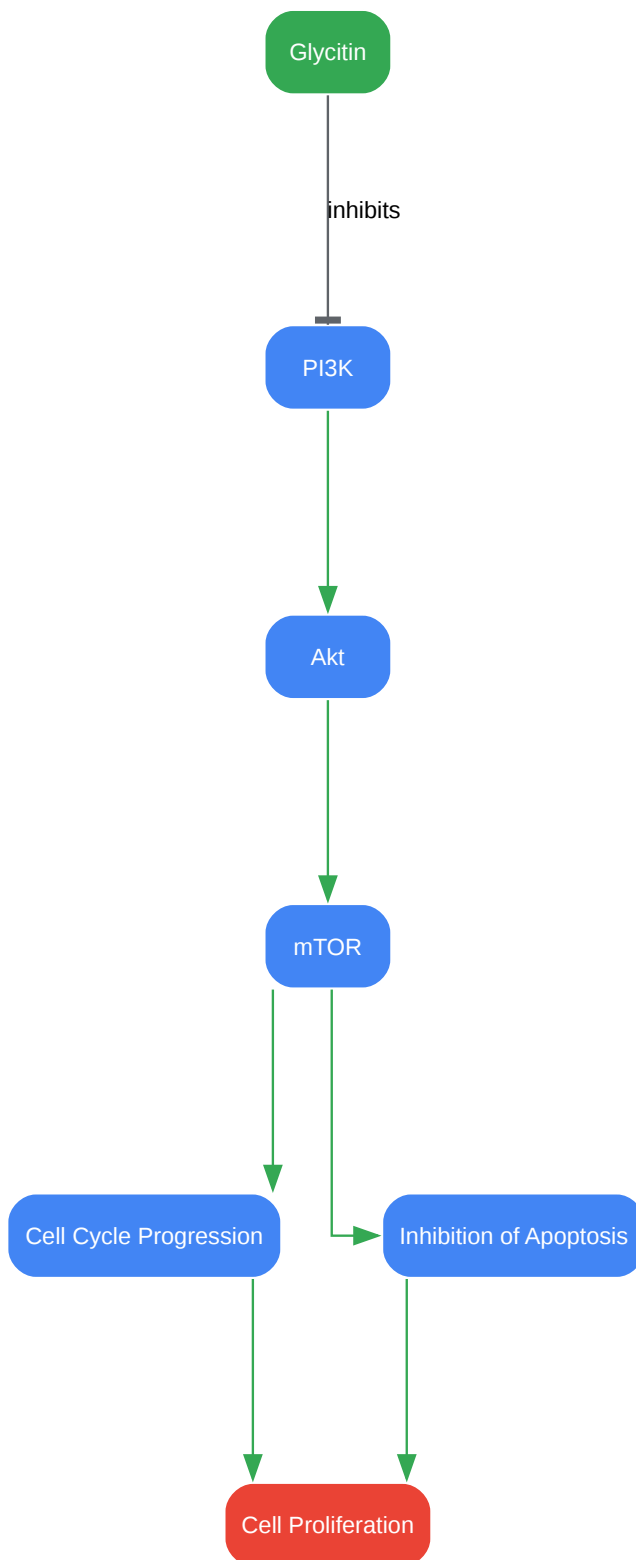 Glycitin
inhibits
PI3K
Akt
mTOR
Cell Cycle Progression
Inhibition of Apoptosis
Cell Proliferation